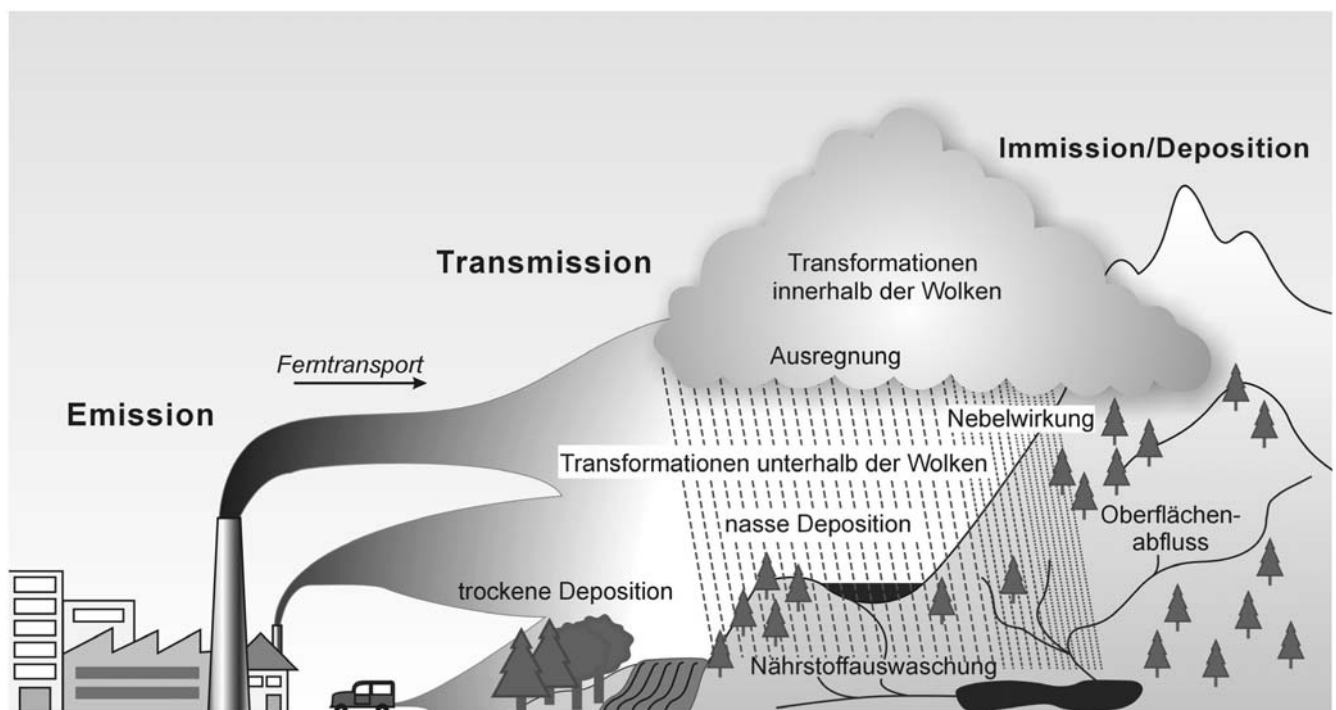 Immission/Deposition
Transmission
Transformationen
innerhalb der Wolken
Ferntransport
Ausregnung
Emission
Nebelwirkung
Transformationen unterhalb der Wolken
nasse Deposition
Oberflächen-
abfluss
trockene Deposition
Nährstoffauswaschung